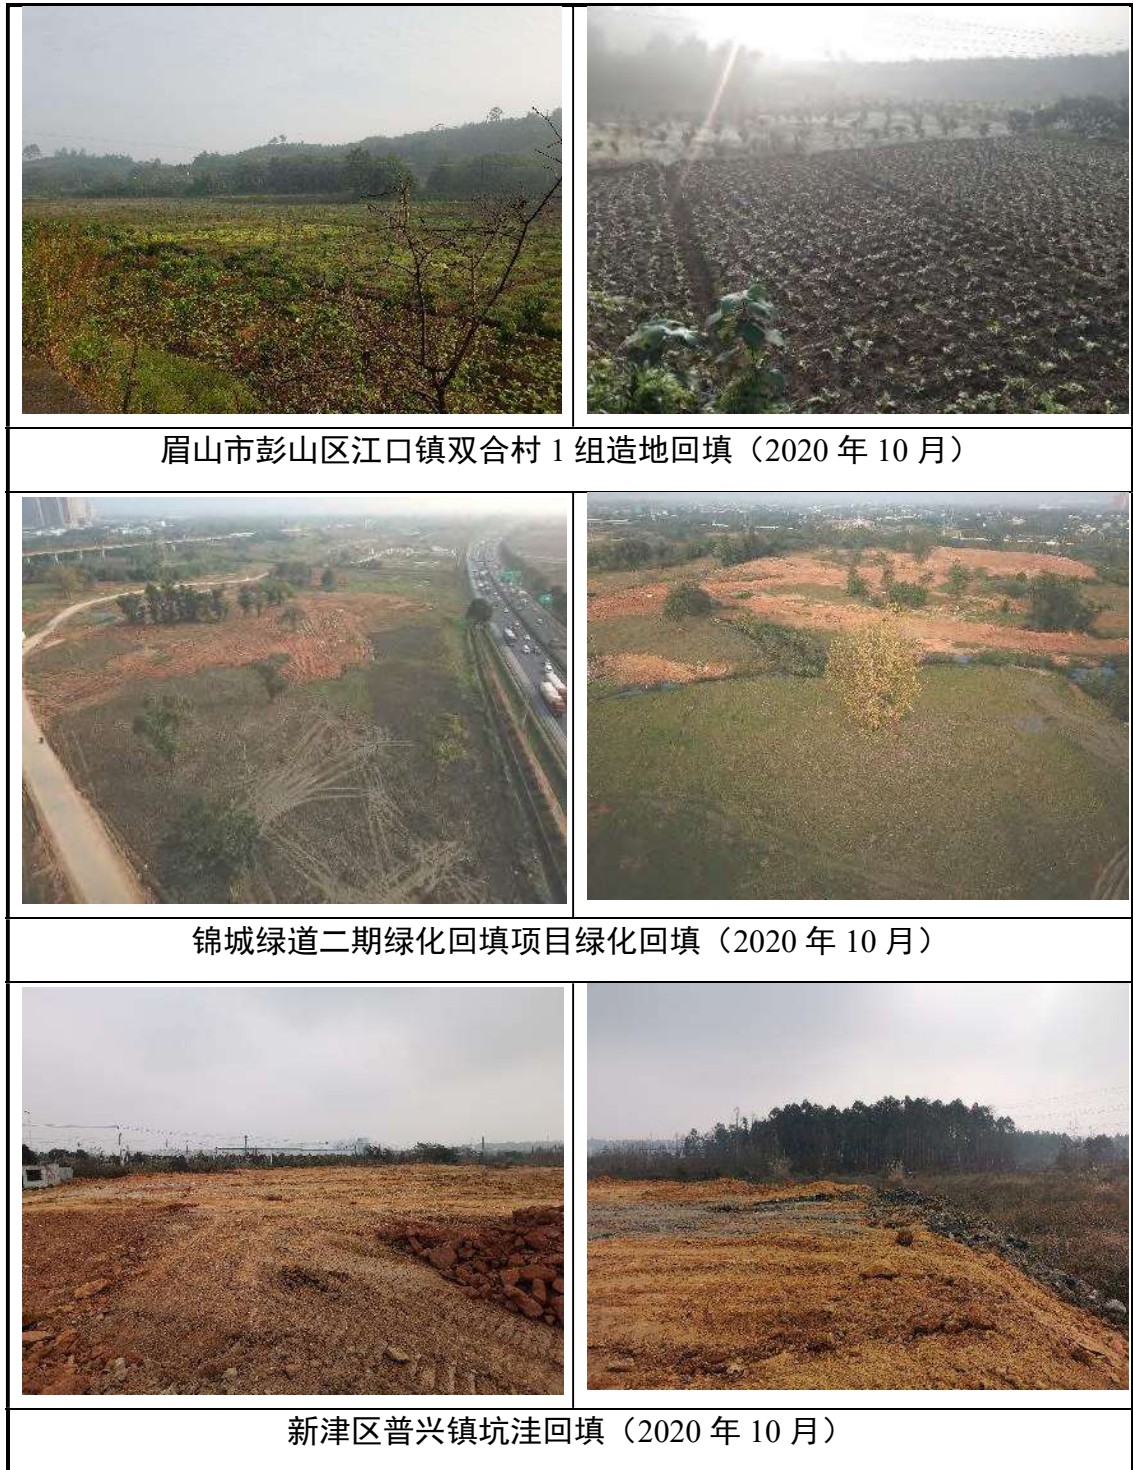 眉山市彭山区江口镇双合村 1 组造地回填（2020 年 10 月）
锦城绿道二期绿化回填项目绿化回填（2020 年 10 月）
新津区普兴镇坑洼回填（2020 年 10 月）